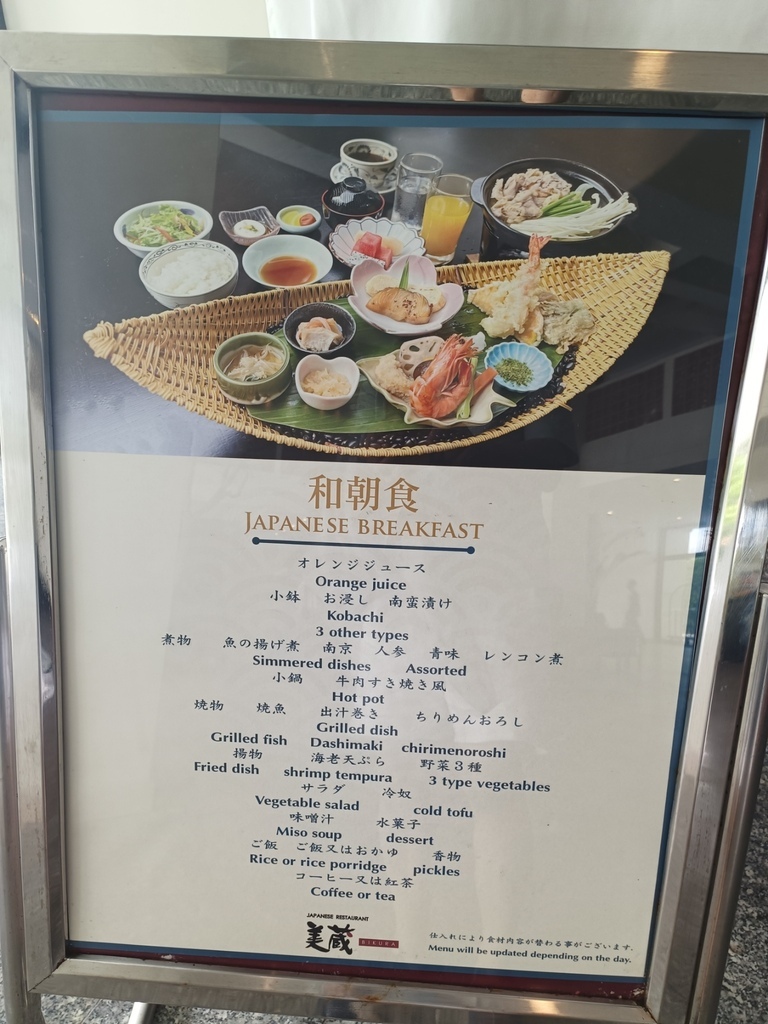 和朝食
JAPANESE BREAKFAST
オレンジジュース
Orange juice
小鉢 お浸し 南蛮漬け
Kobachi
3 other types
煮物 魚の揚げ煮 南京 人参 青味 レンコン煮
Simmered dishes Assorted
小鍋 牛肉すき焼き風
Hot pot
焼物 焼魚 出汁巻き ちりめんおろし
Grilled dish
Grilled fish Dashimaki chirimenoroshi
揚物 海老天ぷら 野菜３種
Fried dish shrimp tempura 3 type vegetables
サラダ 冷奴
Vegetable salad cold tofu
味噌汁 水菓子
Miso soup dessert
ご飯 ご飯又はおかゆ 香物
Rice or rice porridge pickles
コーヒー又は紅茶
Coffee or tea
JAPANESE RESTAURANT
美蔵 BIKURA
仕入れにより食材内容が替わる事がございます。
Menu will be updated depending on the day.